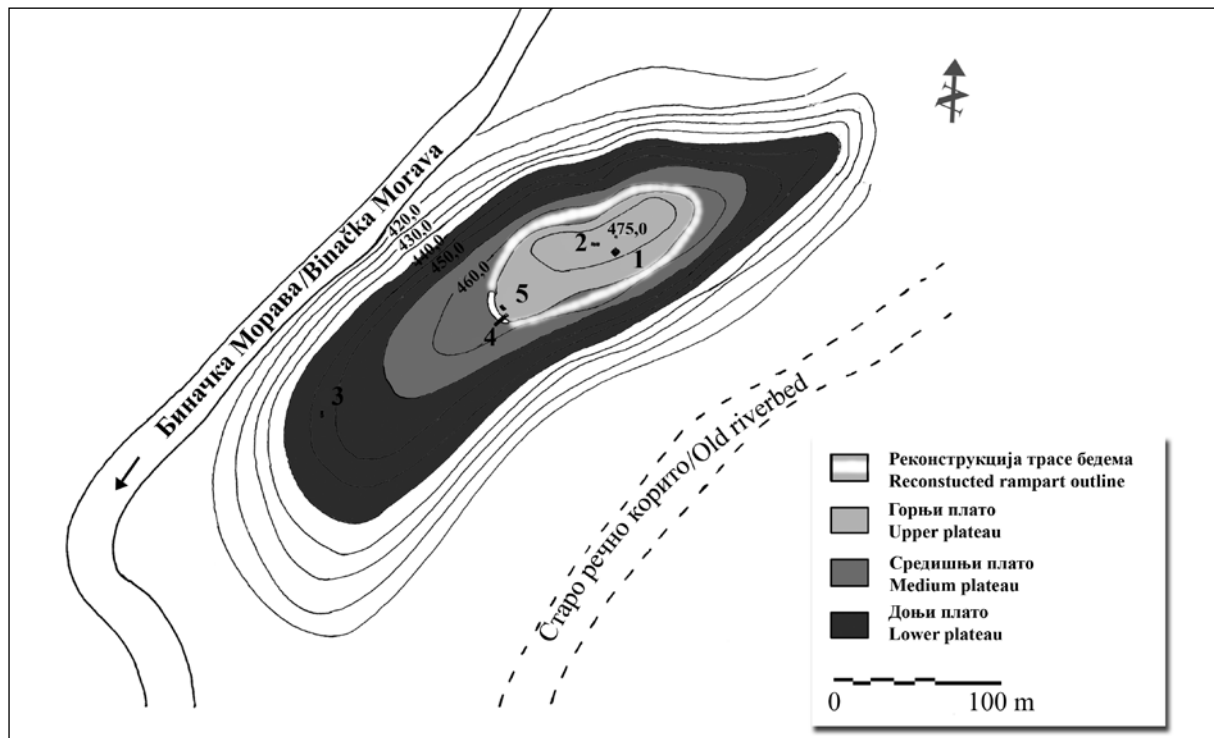 Биначка Морава/Binačka Morava
420,0
430,0
440,0
450,0
460,0
475,0
2
1
5
4
3
Старо речно корито/Old riverbed
Реконструкција трасе бедема
Reconstucted rampart outline
Горњи плато
Upper plateau
Средишњи плато
Medium plateau
Доњи плато
Lower plateau
0 100 m